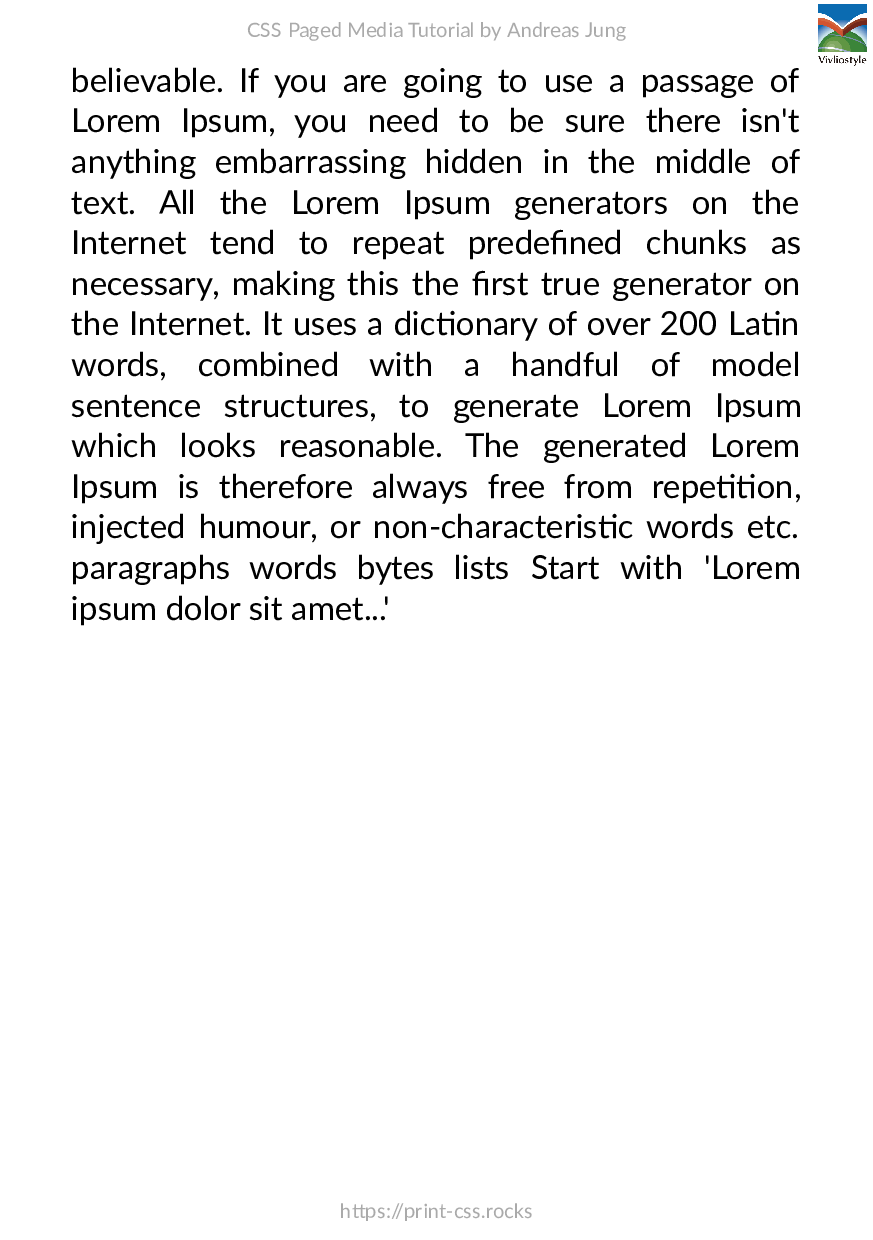 CSS Paged Media Tutorial by Andreas Jung
Vivliostyle
believable. If you are going to use a passage of
Lorem Ipsum, you need to be sure there isn't
anything embarrassing hidden in the middle of
text. All the Lorem Ipsum generators on the
Internet tend to repeat predefined chunks as
necessary, making this the first true generator on
the Internet. It uses a dictionary of over 200 Latin
words, combined with a handful of model
sentence structures, to generate Lorem Ipsum
which looks reasonable. The generated Lorem
Ipsum is therefore always free from repetition,
injected humour, or non-characteristic words etc.
paragraphs words bytes lists Start with 'Lorem
ipsum dolor sit amet...'
https://print-css.rocks